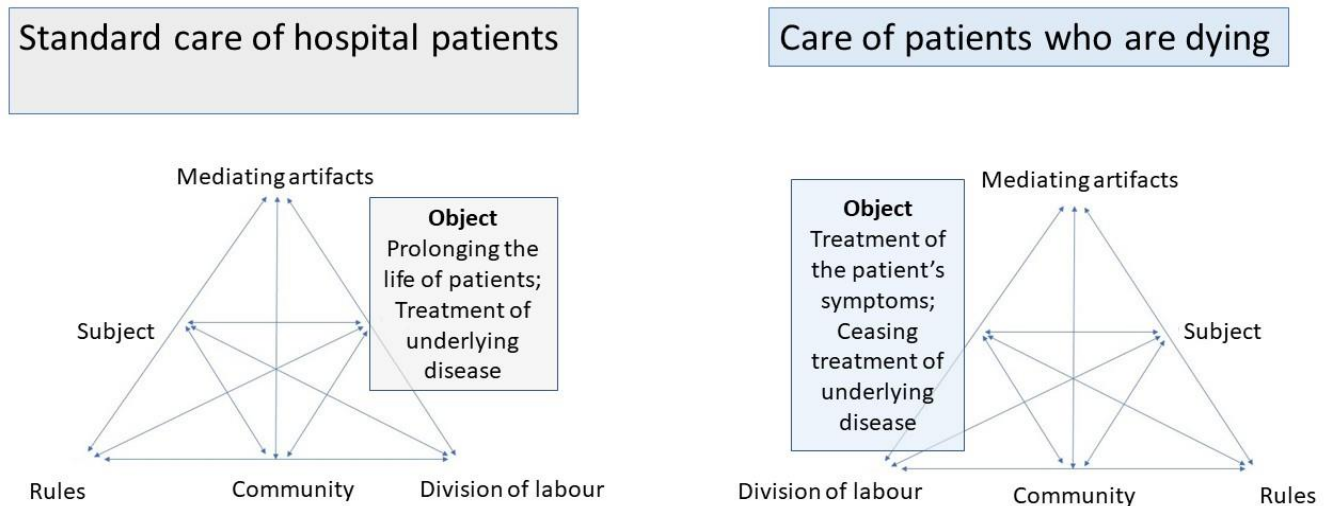 Standard care of hospital patients
Mediating artifacts
Object
Prolonging the
life of patients;
Treatment of
underlying
disease
Subject
Rules
Community
Division of labour
Care of patients who are dying
Mediating artifacts
Object
Treatment of
the patient's
symptoms;
Ceasing
treatment of
underlying
disease
Subject
Division of labour
Community
Rules